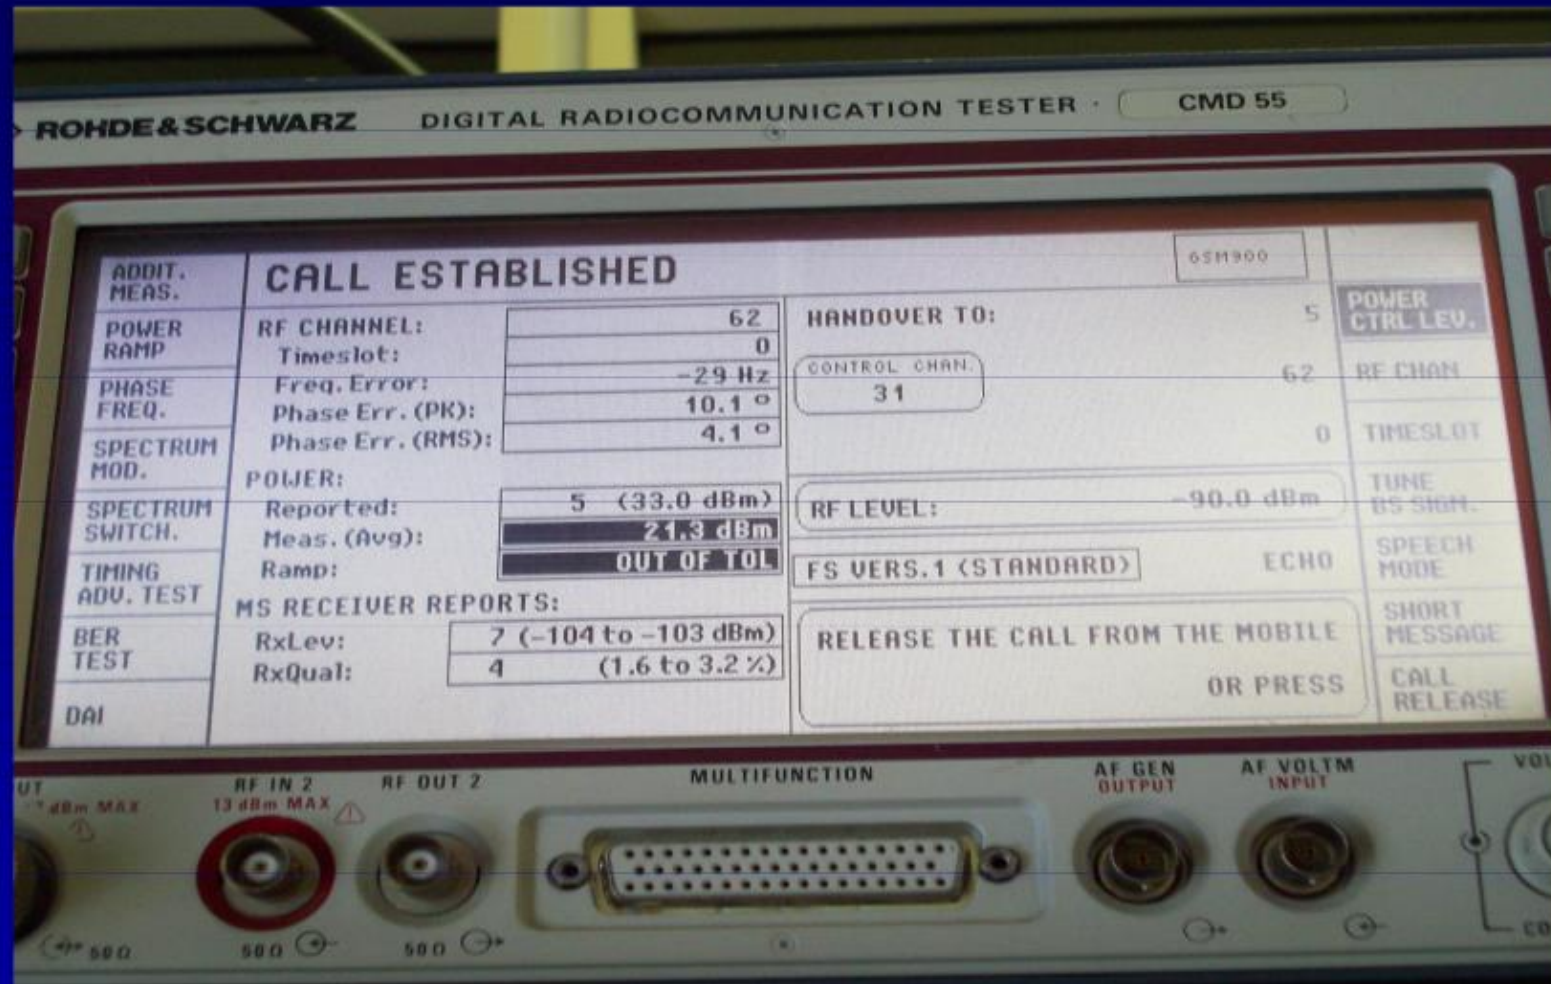 ROHDE&SCHWARZ DIGITAL RADIOCOMMUNICATION TESTER · CMD 55
ADDIT.
MEAS.
POWER
RAMP
PHASE
FREQ.
SPECTRUM
MOD.
SPECTRUM
SWITCH.
TIMING
ADV. TEST
BER
TEST
DAI
CALL ESTABLISHED
RF CHANNEL: 62
Timeslot: 0
Freq. Error: -29 Hz
Phase Err. (PK): 10.1 °
Phase Err. (RMS): 4.1 °
POWER:
Reported: 5 (33.0 dBm)
Meas. (Avg): 21.3 dBm
Ramp: OUT OF TOL
MS RECEIVER REPORTS:
RxLev: 7 (-104 to -103 dBm)
RxQual: 4 (1.6 to 3.2 %)
GSM900
HANDOVER TO: 5
CONTROL CHAN.
31
62
0
RF LEVEL: -90.0 dBm
FS VERS.1 (STANDARD) ECHO
RELEASE THE CALL FROM THE MOBILE
OR PRESS
POWER
CTRL LEV.
RF CHAN
TIMESLOT
TUNE
BS SIGN.
SPEECH
MODE
SHORT
MESSAGE
CALL
RELEASE
UT
dBm MAX
50 Ω
RF IN 2
13 dBm MAX
50 Ω
RF OUT 2
50 Ω
MULTIFUNCTION
AF GEN
OUTPUT
AF VOLTM
INPUT
VOL
CO